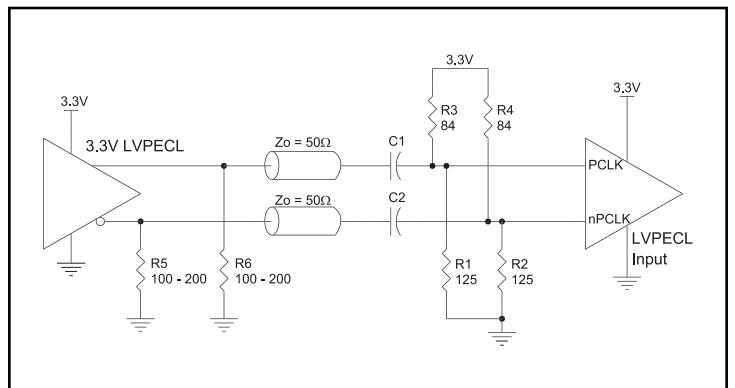 3.3V
3.3V LVPECL
Zo = 50Ω
Zo = 50Ω
C1
C2
3.3V
R3
84
R4
84
3.3V
PCLK
nPCLK
LVPECL
Input
R5
100 - 200
R6
100 - 200
R1
125
R2
125